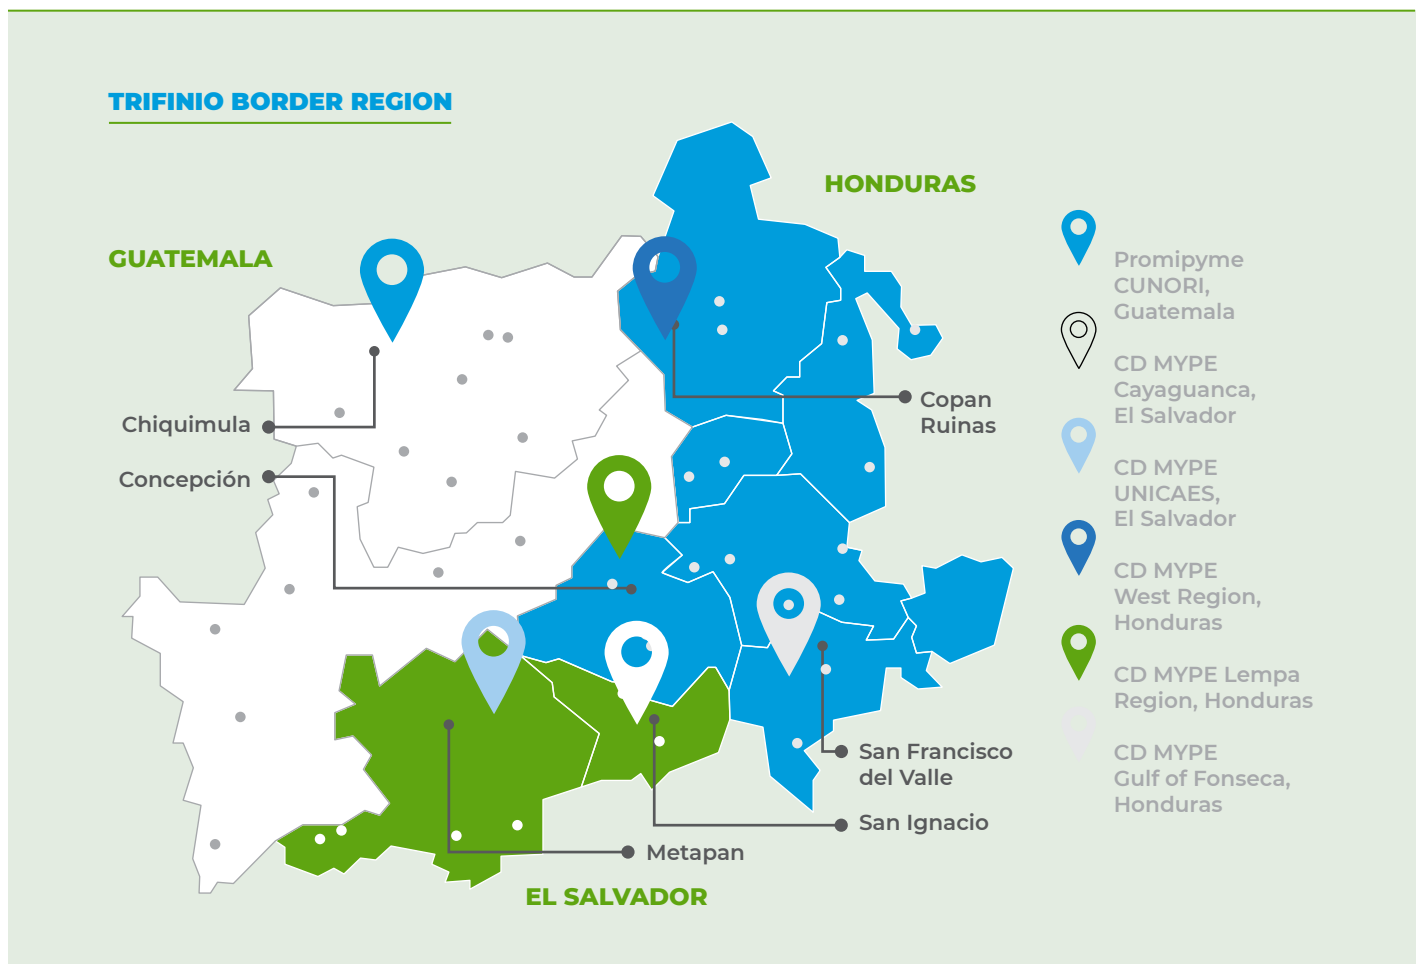 TRIFINIO BORDER REGION
HONDURAS
GUATEMALA
Chiquimula
Concepción
Copan
Ruinas
San Francisco
del Valle
San Ignacio
Metapan
EL SALVADOR
Promipyme
CUNORI,
Guatemala
CD MYPE
Cayaguanca,
El Salvador
CD MYPE
UNICAES,
El Salvador
CD MYPE
West Region,
Honduras
CD MYPE Lempa
Region, Honduras
CD MYPE
Gulf of Fonseca,
Honduras